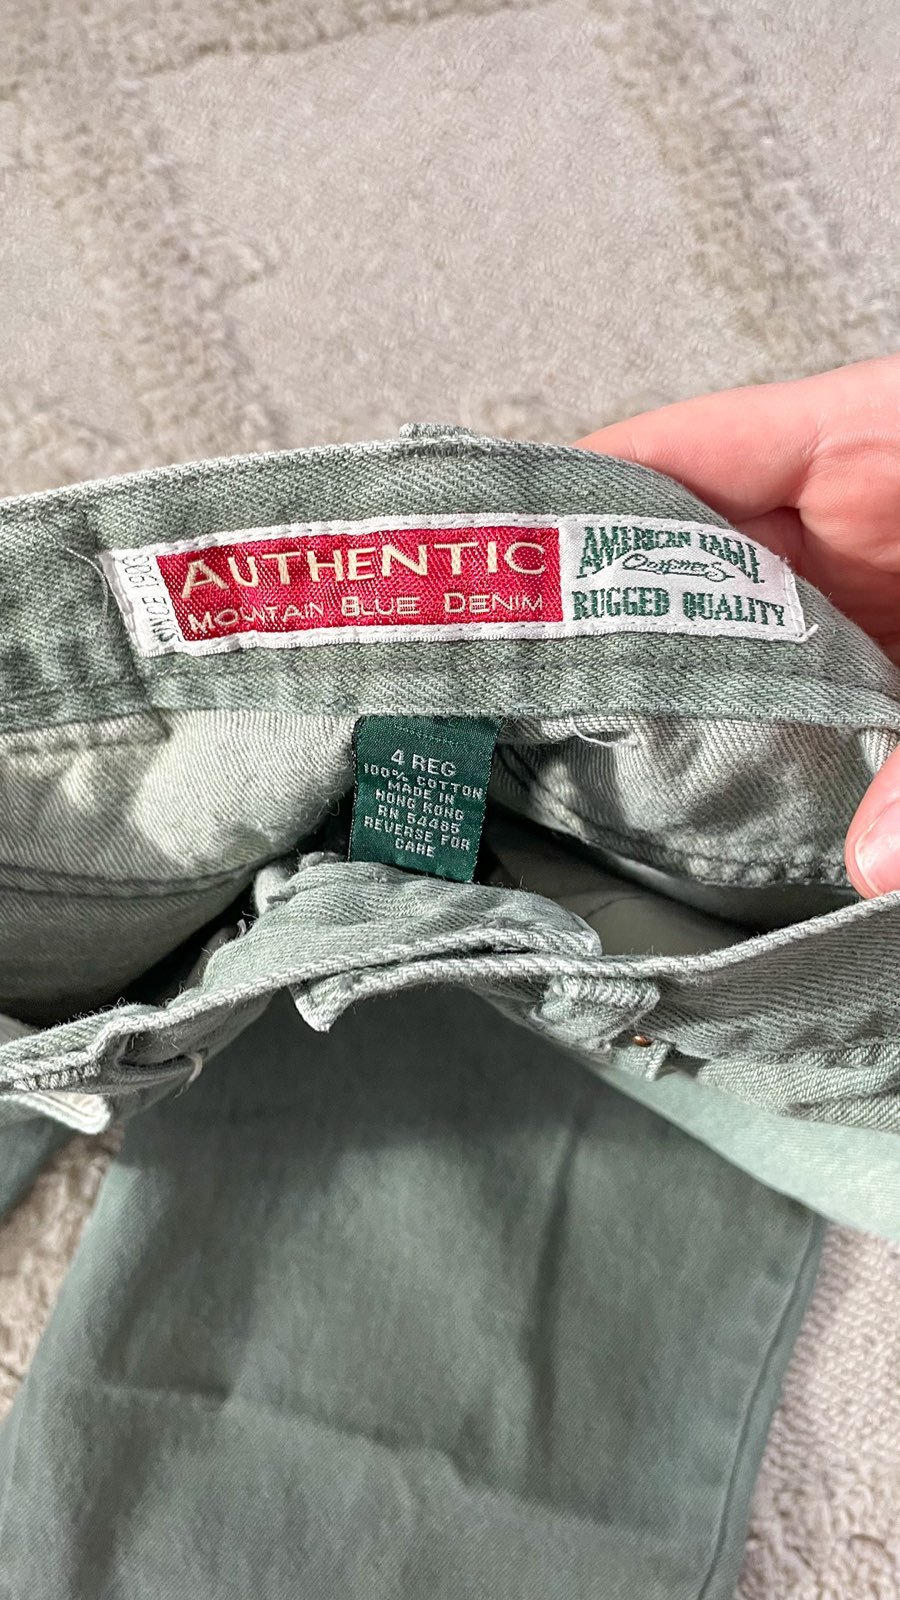 SINCE 1906
AUTHENTIC
MOUNTAIN BLUE DENIM
AMERICAN EAGLE
OUTFITTERS
RUGGED QUALITY
4 REG
100% COTTON
MADE IN
HONG KONG
RN 54485
REVERSE FOR
CARE